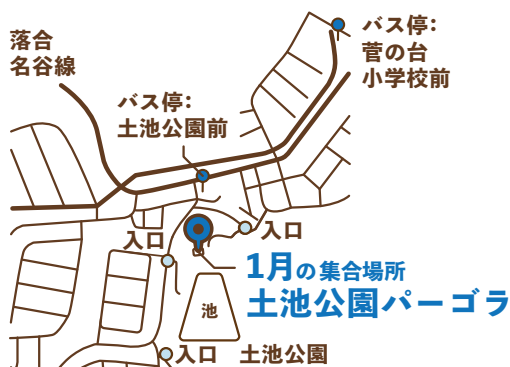 落合
名谷線
バス停:
菅の台
小学校前
バス停:
土池公園前
入口
入口
1月の集合場所
土池公園パーゴラ
池
入口
土池公園